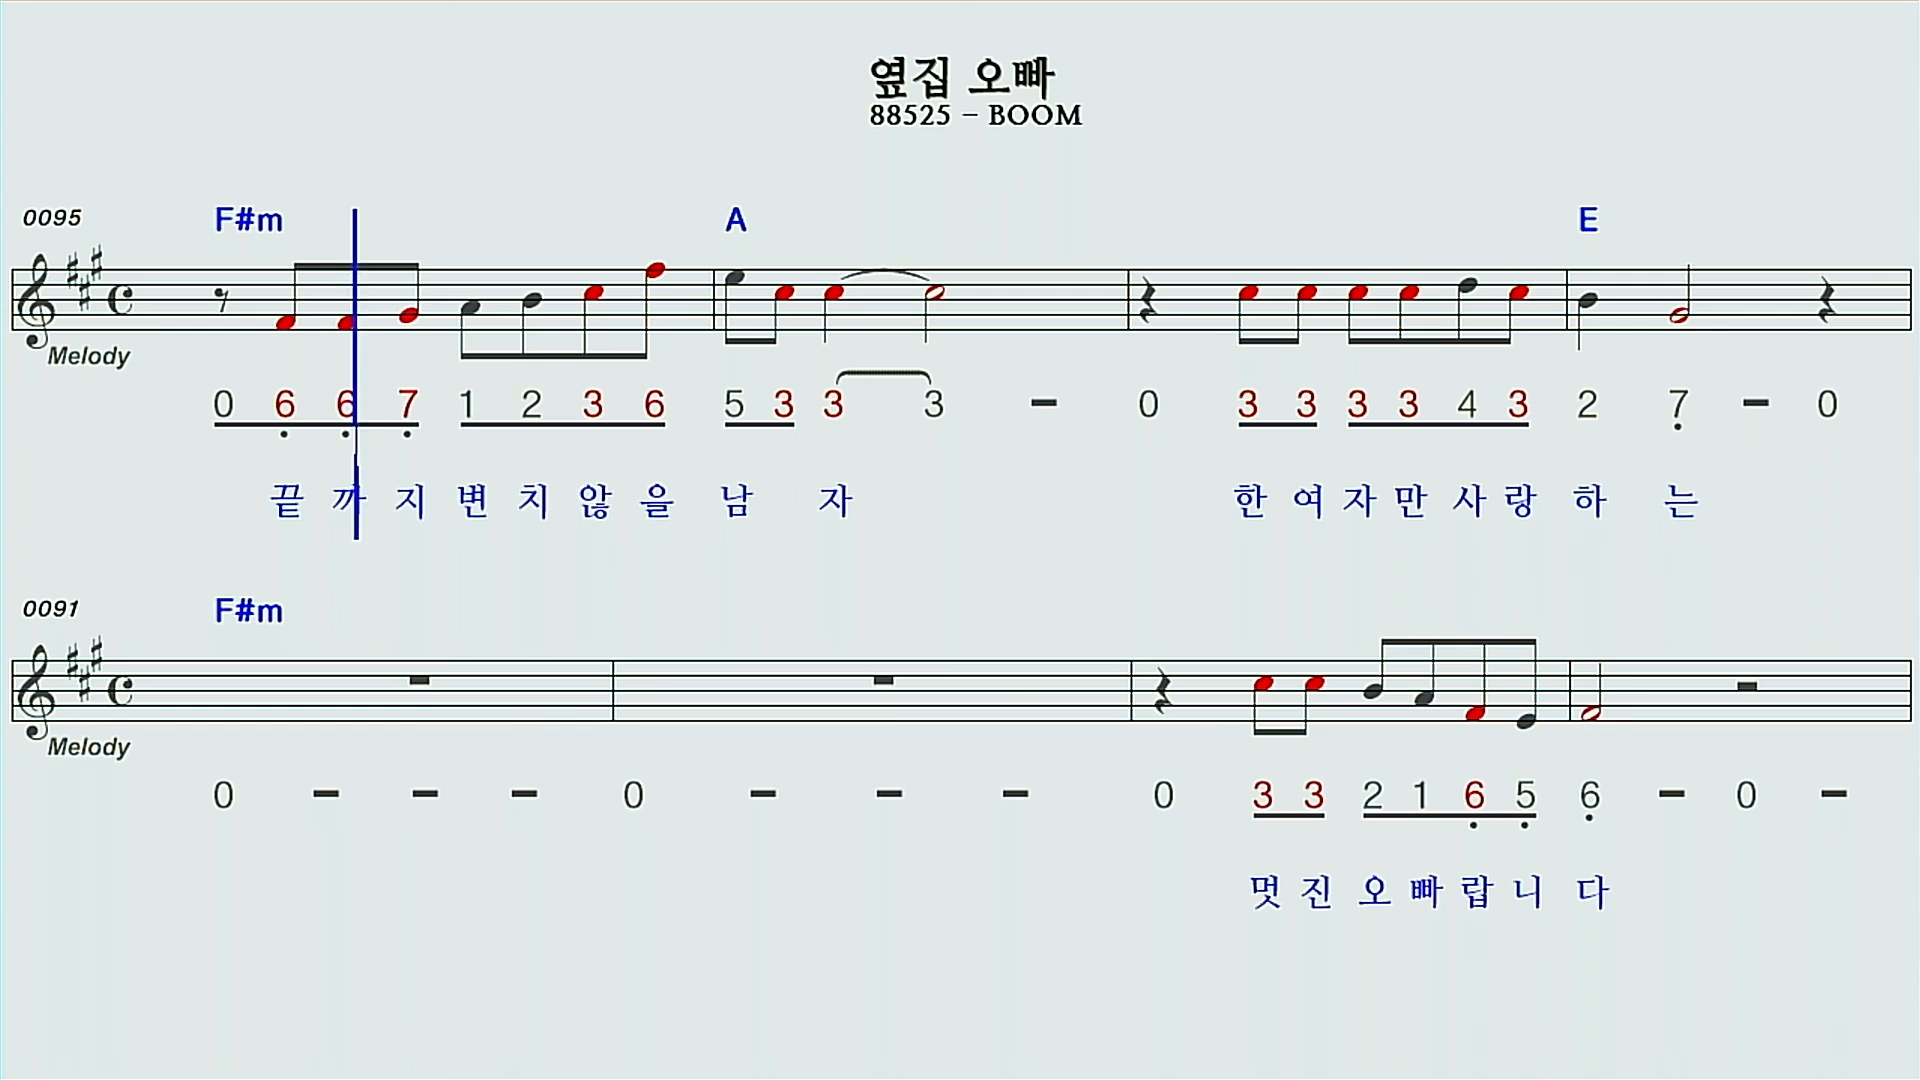 옆집 오빠
88525 - BOOM
0095 F#m A E
Melody
0 6 6 7 1 2 3 6 5 3 3 3 - 0 3 3 3 3 4 3 2 7 - 0
끝 까 지 변 치 않 을 남 자 한 여 자 만 사 랑 하 는
0091 F#m
Melody
0 - - - 0 - - - 0 3 3 2 1 6 5 6 - 0 -
멋 진 오 빠 랍 니 다